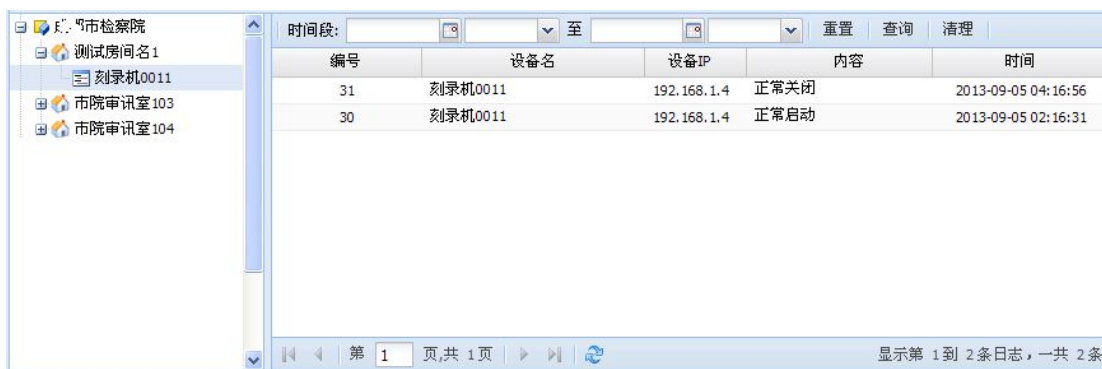 市检察院
测试房间名1
刻录机0011
市院审讯室103
市院审讯室104
时间段: 至 重置 查询 清理
编号 设备名 设备IP 内容 时间
31 刻录机0011 192.168.1.4 正常关闭 2013-09-05 04:16:56
30 刻录机0011 192.168.1.4 正常启动 2013-09-05 02:16:31
第 1 页,共 1页
显示第 1到 2条日志，一共 2条